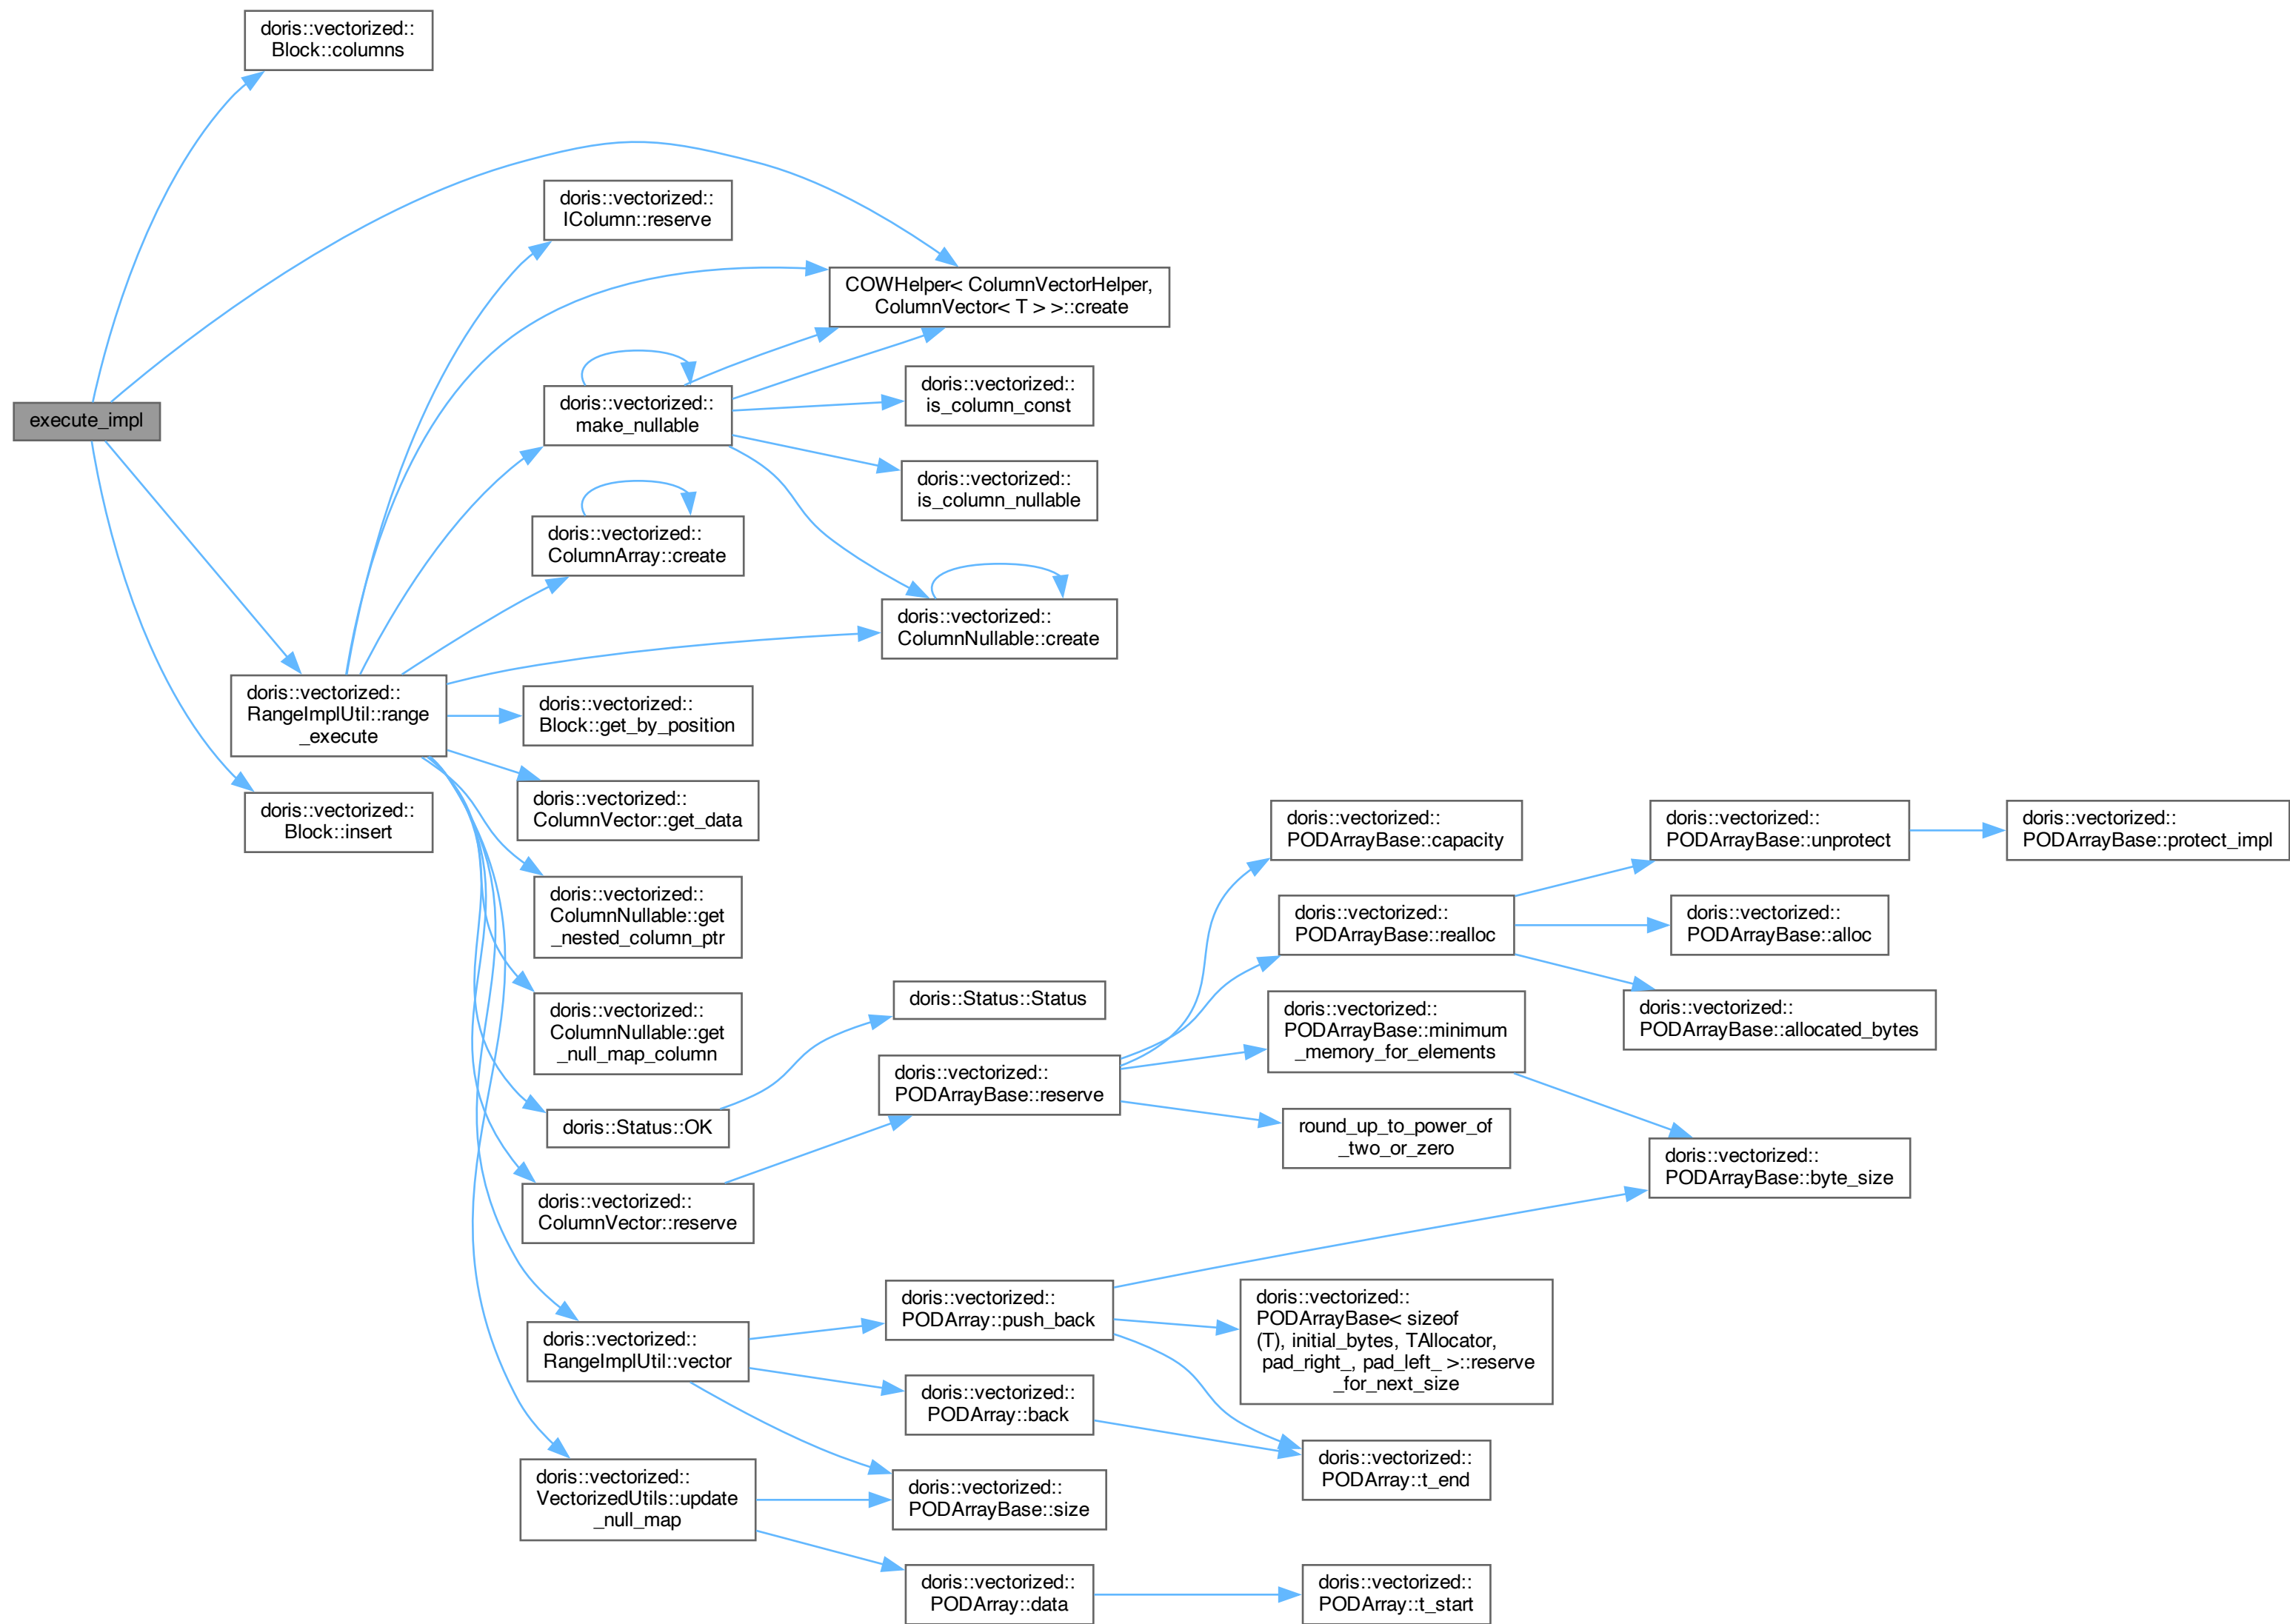 doris::vectorized::
Block::columns
doris::vectorized::
IColumn::reserve
COWHelper< ColumnVectorHelper,
ColumnVector< T > >::create
doris::vectorized::
is_column_const
execute_impl
doris::vectorized::
make_nullable
doris::vectorized::
is_column_nullable
doris::vectorized::
ColumnArray::create
doris::vectorized::
ColumnNullable::create
doris::vectorized::
RangeImplUtil::range
_execute
doris::vectorized::
Block::get_by_position
doris::vectorized::
Block::insert
doris::vectorized::
ColumnVector::get_data
doris::vectorized::
PODArrayBase::capacity
doris::vectorized::
PODArrayBase::unprotect
doris::vectorized::
PODArrayBase::protect_impl
doris::vectorized::
ColumnNullable::get
_nested_column_ptr
doris::vectorized::
PODArrayBase::realloc
doris::vectorized::
PODArrayBase::alloc
doris::vectorized::
ColumnNullable::get
_null_map_column
doris::Status::Status
doris::vectorized::
PODArrayBase::minimum
_memory_for_elements
doris::vectorized::
PODArrayBase::allocated_bytes
doris::vectorized::
PODArrayBase::reserve
doris::Status::OK
round_up_to_power_of
_two_or_zero
doris::vectorized::
PODArrayBase::byte_size
doris::vectorized::
ColumnVector::reserve
doris::vectorized::
PODArray::push_back
doris::vectorized::
PODArrayBase< sizeof
(T), initial_bytes, TAllocator,
pad_right_, pad_left_ >::reserve
_for_next_size
doris::vectorized::
RangeImplUtil::vector
doris::vectorized::
PODArray::back
doris::vectorized::
PODArray::t_end
doris::vectorized::
VectorizedUtils::update
_null_map
doris::vectorized::
PODArrayBase::size
doris::vectorized::
PODArray::data
doris::vectorized::
PODArray::t_start